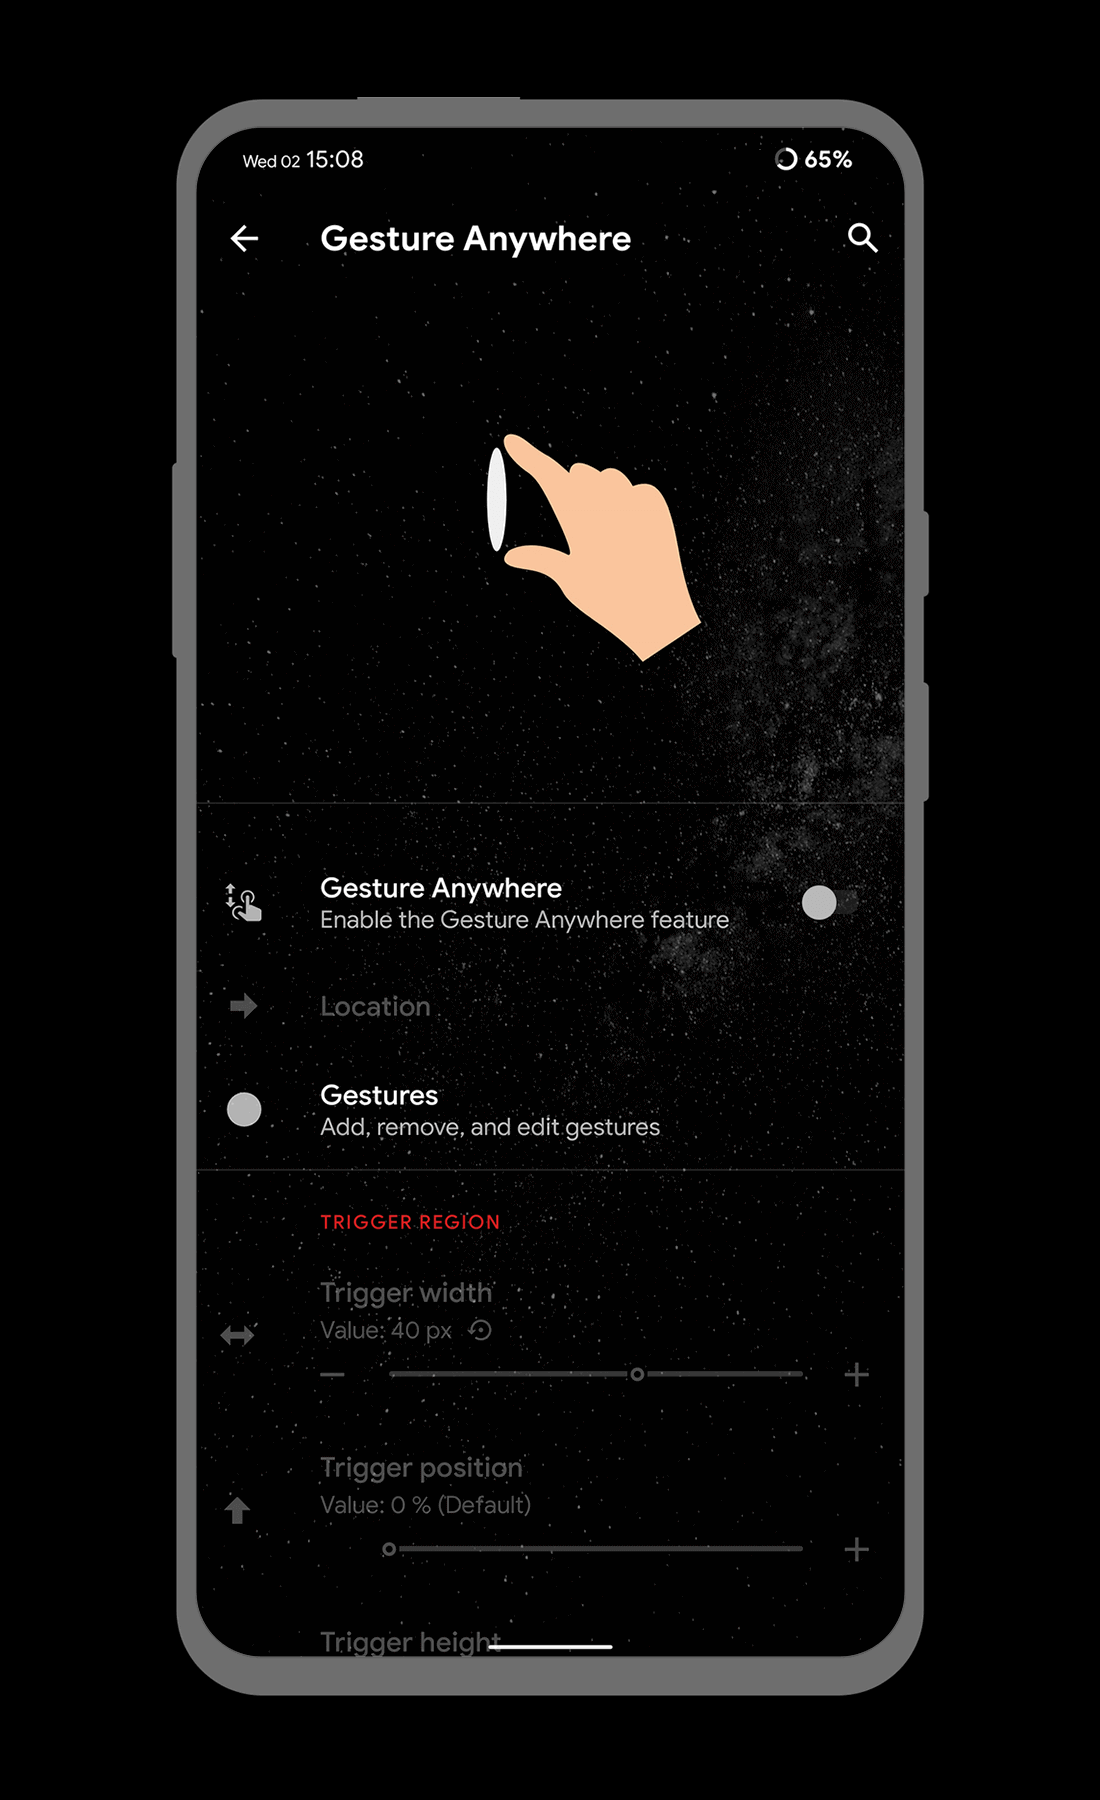 Wed 02 15:08
65%
Gesture Anywhere
Gesture Anywhere
Enable the Gesture Anywhere feature
Location
Gestures
Add, remove, and edit gestures
TRIGGER REGION
Trigger width
Value: 40 px
Trigger position
Value: 0 % (Default)
Trigger height